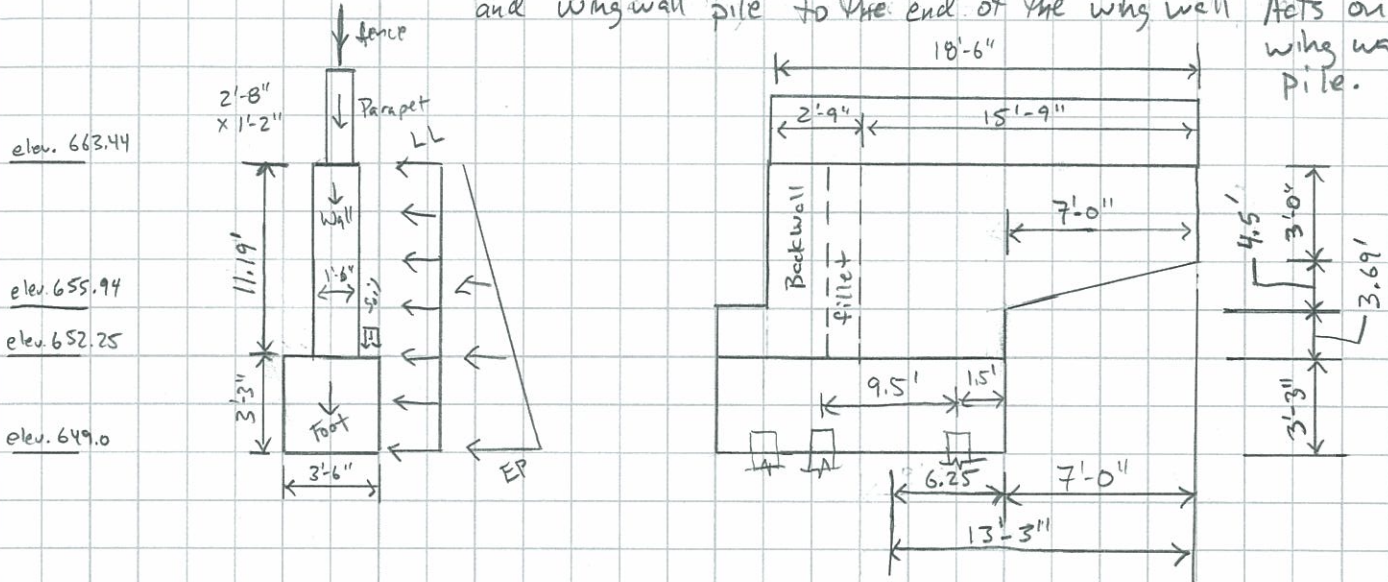 and wingwall pile to the end of the wing wall Acts on
wing wa
pile.
fence
2'-8"
x 1'-2"
Parapet
LL
elev. 663.44
Wall
11.19'
1'-6"
elev. 655.94
elev. 652.25
3'-3"
Foot
elev. 649.0
3'-6"
EP
18'-6"
2'-9"
15'-9"
Backwall
fillet
7'-0"
4.5'
3'-0"
3.69'
9.5'
1.5'
3'-3"
6.25
7'-0"
13'-3"